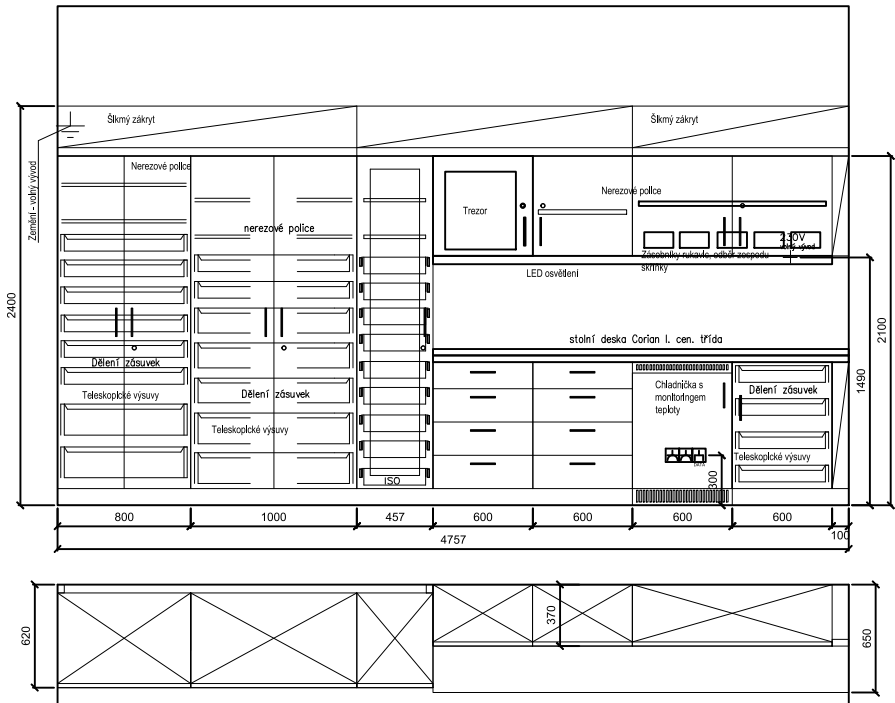 Šikmý zákryt
Šikmý zákryt
Zemění - volný vývod
Nerezové police
nerezové police
Trezor
Nerezové police
230V
volný vývod
Zásobníky rukavic, odběr zespodu
skříňky
LED osvětlení
stolní deska Corian I. cen. třída
2400
2100
1490
Dělení zásuvek
Teleskopické výsuvy
Dělení zásuvek
Teleskopické výsuvy
Chladnička s
monitoringem
teploty
Dělení zásuvek
Teleskopické výsuvy
DATA
300
ISO
800
1000
457
600
600
600
600
100
4757
620
370
650